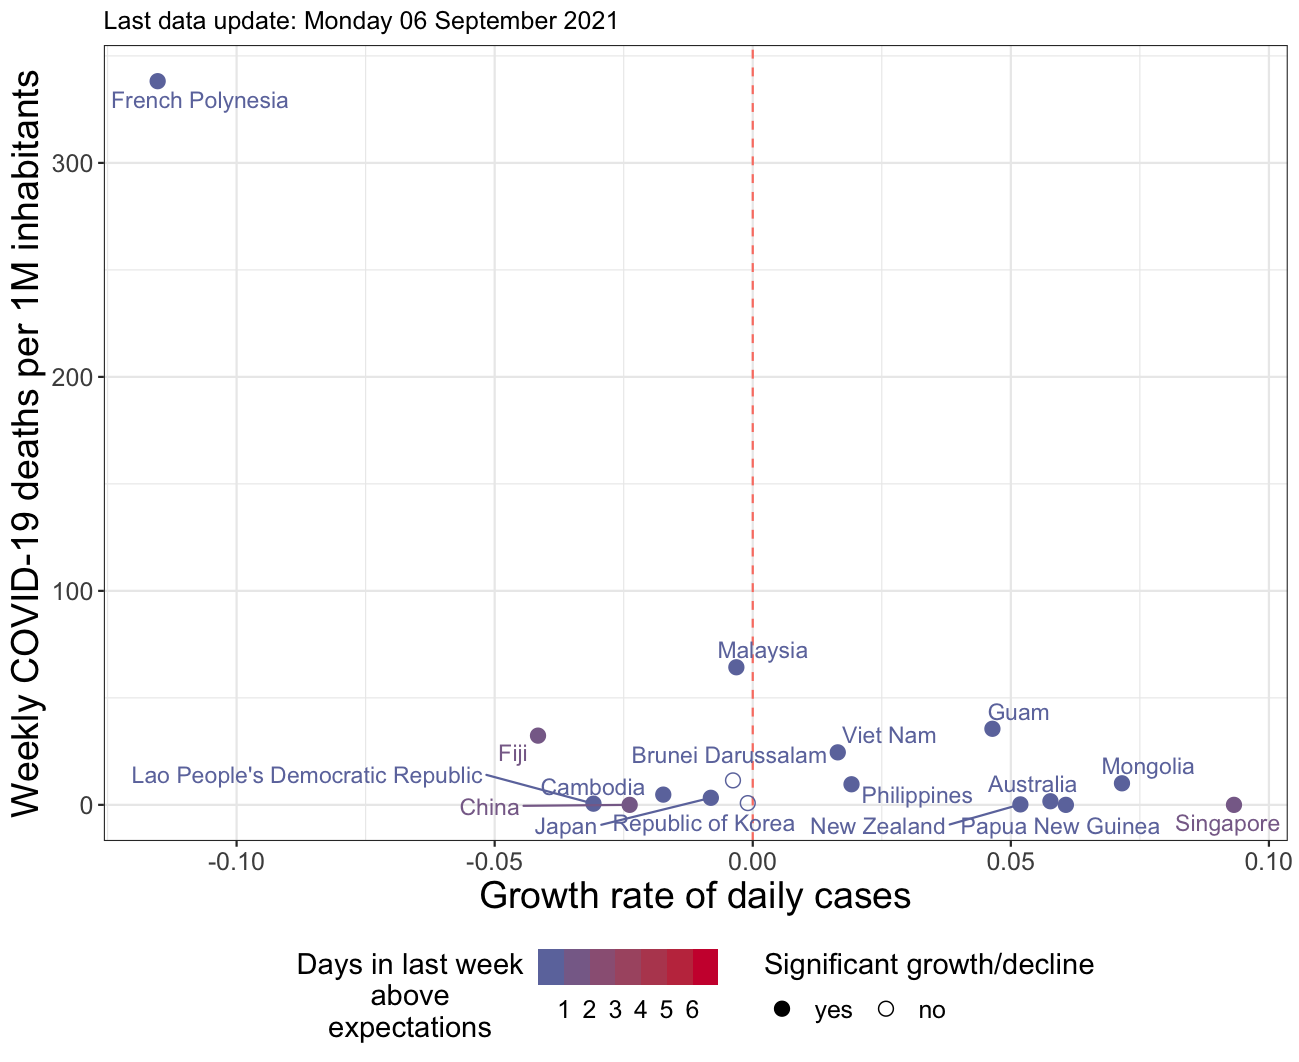 Last data update: Monday 06 September 2021
Weekly COVID-19 deaths per 1M inhabitants
300
200
100
0
French Polynesia
Malaysia
Guam
Viet Nam
Fiji
Brunei Darussalam
Mongolia
Lao People's Democratic Republic
Cambodia
Australia
Philippines
China
Japan
Republic of Korea
New Zealand
Papua New Guinea
Singapore
-0.10
-0.05
0.00
0.05
0.10
Growth rate of daily cases
Days in last week
above
expectations
1 2 3 4 5 6
Significant growth/decline
yes
no